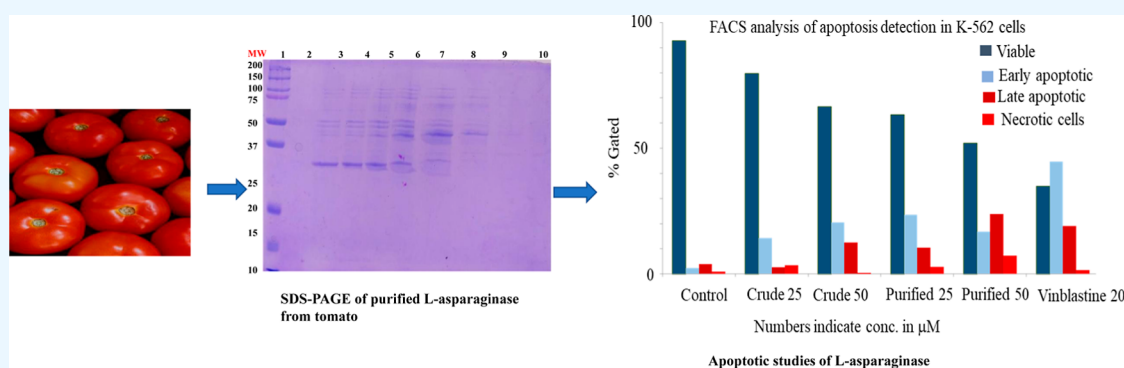 MW 1 2 3 4 5 6 7 8 9 10
200
150
100
75
50
37
25
20
15
10
SDS-PAGE of purified L-asparaginase
from tomato
FACS analysis of apoptosis detection in K-562 cells
Viable
Early apoptotic
Late apoptotic
Necrotic cells
% Gated
100
50
0
Control Crude 25 Crude 50 Purified 25 Purified 50 Vinblastine 20
Numbers indicate conc. in µM
Apoptotic studies of L-asparaginase